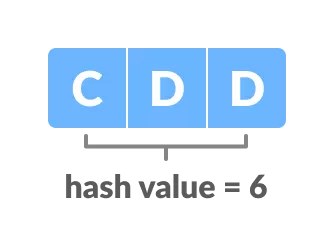 C D D
hash value = 6